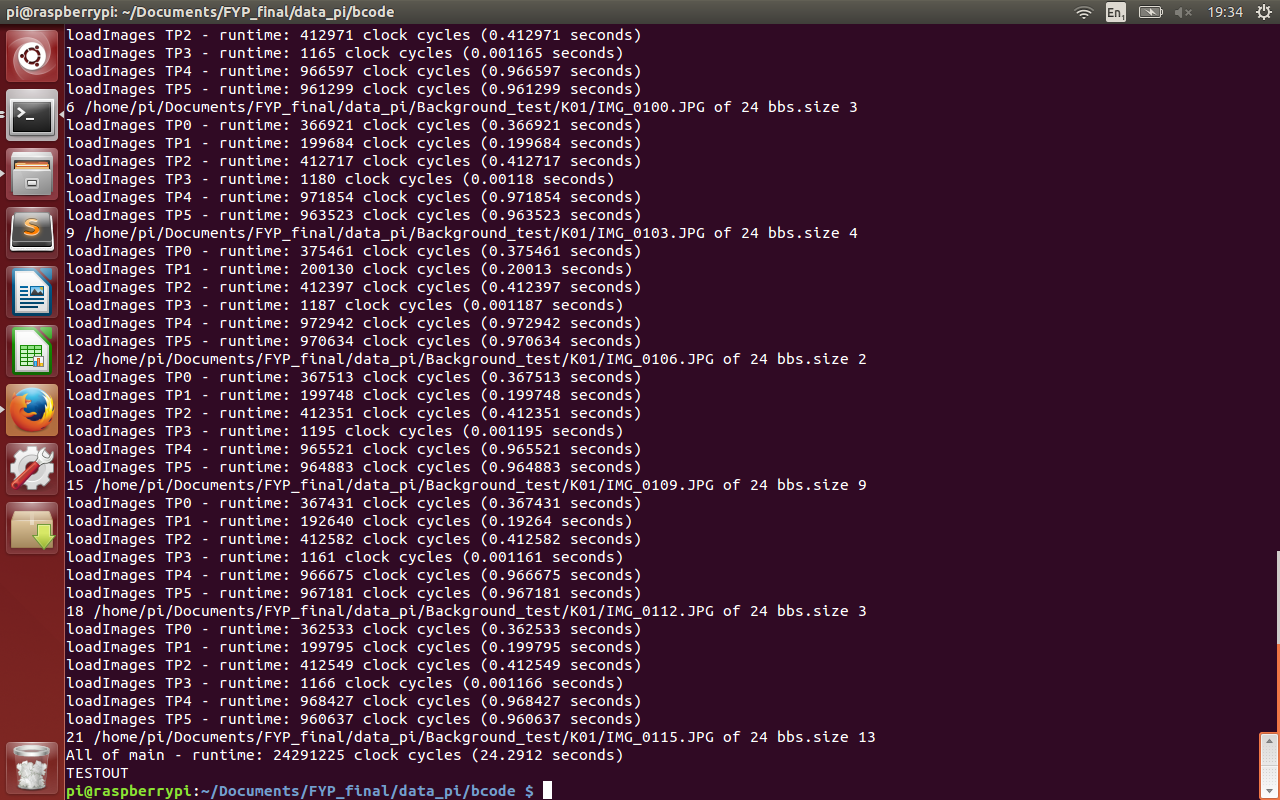 pi@raspberrypi: ~/Documents/FYP_final/data_pi/bcode
En1
19:34
loadImages TP2 - runtime: 412971 clock cycles (0.412971 seconds)
loadImages TP3 - runtime: 1165 clock cycles (0.001165 seconds)
loadImages TP4 - runtime: 966597 clock cycles (0.966597 seconds)
loadImages TP5 - runtime: 961299 clock cycles (0.961299 seconds)
6 /home/pi/Documents/FYP_final/data_pi/Background_test/K01/IMG_0100.JPG of 24 bbs.size 3
loadImages TP0 - runtime: 366921 clock cycles (0.366921 seconds)
loadImages TP1 - runtime: 199684 clock cycles (0.199684 seconds)
loadImages TP2 - runtime: 412717 clock cycles (0.412717 seconds)
loadImages TP3 - runtime: 1180 clock cycles (0.00118 seconds)
loadImages TP4 - runtime: 971854 clock cycles (0.971854 seconds)
loadImages TP5 - runtime: 963523 clock cycles (0.963523 seconds)
9 /home/pi/Documents/FYP_final/data_pi/Background_test/K01/IMG_0103.JPG of 24 bbs.size 4
loadImages TP0 - runtime: 375461 clock cycles (0.375461 seconds)
loadImages TP1 - runtime: 200130 clock cycles (0.20013 seconds)
loadImages TP2 - runtime: 412397 clock cycles (0.412397 seconds)
loadImages TP3 - runtime: 1187 clock cycles (0.001187 seconds)
loadImages TP4 - runtime: 972942 clock cycles (0.972942 seconds)
loadImages TP5 - runtime: 970634 clock cycles (0.970634 seconds)
12 /home/pi/Documents/FYP_final/data_pi/Background_test/K01/IMG_0106.JPG of 24 bbs.size 2
loadImages TP0 - runtime: 367513 clock cycles (0.367513 seconds)
loadImages TP1 - runtime: 199748 clock cycles (0.199748 seconds)
loadImages TP2 - runtime: 412351 clock cycles (0.412351 seconds)
loadImages TP3 - runtime: 1195 clock cycles (0.001195 seconds)
loadImages TP4 - runtime: 965521 clock cycles (0.965521 seconds)
loadImages TP5 - runtime: 964883 clock cycles (0.964883 seconds)
15 /home/pi/Documents/FYP_final/data_pi/Background_test/K01/IMG_0109.JPG of 24 bbs.size 9
loadImages TP0 - runtime: 367431 clock cycles (0.367431 seconds)
loadImages TP1 - runtime: 192640 clock cycles (0.19264 seconds)
loadImages TP2 - runtime: 412582 clock cycles (0.412582 seconds)
loadImages TP3 - runtime: 1161 clock cycles (0.001161 seconds)
loadImages TP4 - runtime: 966675 clock cycles (0.966675 seconds)
loadImages TP5 - runtime: 967181 clock cycles (0.967181 seconds)
18 /home/pi/Documents/FYP_final/data_pi/Background_test/K01/IMG_0112.JPG of 24 bbs.size 3
loadImages TP0 - runtime: 362533 clock cycles (0.362533 seconds)
loadImages TP1 - runtime: 199795 clock cycles (0.199795 seconds)
loadImages TP2 - runtime: 412549 clock cycles (0.412549 seconds)
loadImages TP3 - runtime: 1166 clock cycles (0.001166 seconds)
loadImages TP4 - runtime: 968427 clock cycles (0.968427 seconds)
loadImages TP5 - runtime: 960637 clock cycles (0.960637 seconds)
21 /home/pi/Documents/FYP_final/data_pi/Background_test/K01/IMG_0115.JPG of 24 bbs.size 13
All of main - runtime: 24291225 clock cycles (24.2912 seconds)
TESTOUT
pi@raspberrypi:~/Documents/FYP_final/data_pi/bcode $